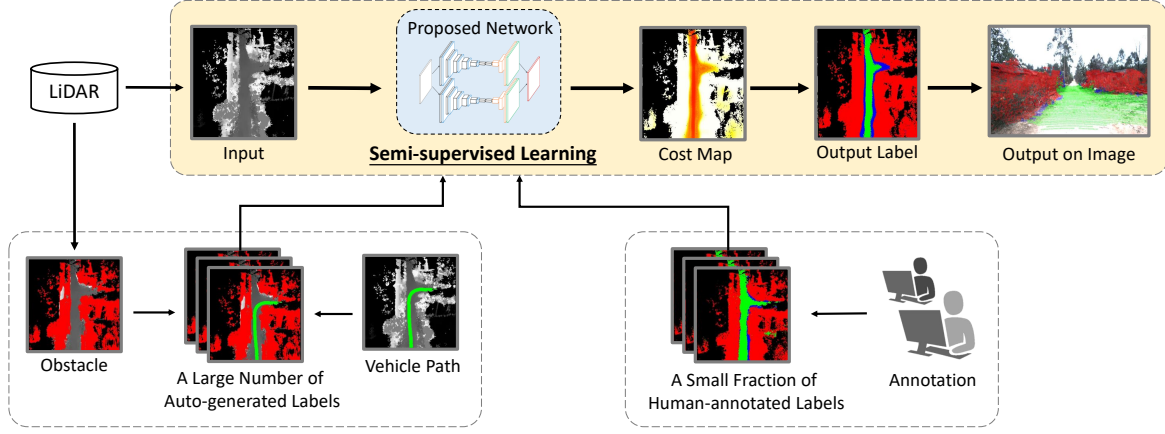 Proposed Network
LiDAR
Input
Semi-supervised Learning
Cost Map
Output Label
Output on Image
Obstacle
A Large Number of
Auto-generated Labels
Vehicle Path
A Small Fraction of
Human-annotated Labels
Annotation